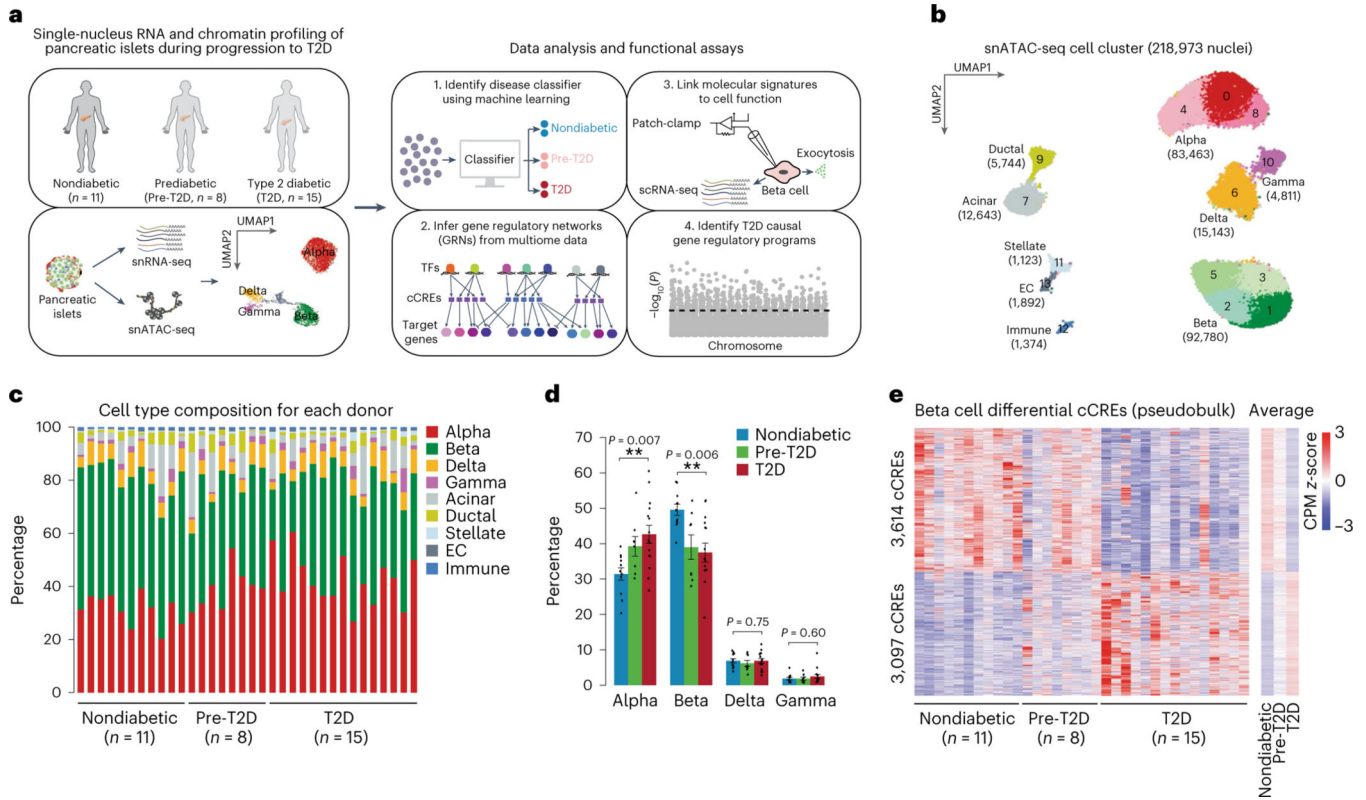 a
Single-nucleus RNA and chromatin profiling of
pancreatic islets during progression to T2D
Nondiabetic
(n = 11)
Prediabetic
(Pre-T2D, n = 8)
Type 2 diabetic
(T2D, n = 15)
Pancreatic
islets
snRNA-seq
snATAC-seq
UMAP1
UMAP2
Alpha
Delta
Gamma
Beta
AAAAA
AAAAA
AAAAA
AAAAA
Data analysis and functional assays
1. Identify disease classifier
using machine learning
Classifier
Nondiabetic
Pre-T2D
T2D
3. Link molecular signatures
to cell function
Patch-clamp
Exocytosis
scRNA-seq
Beta cell
AAAAA
AAAAA
AAAAA
AAAAA
2. Infer gene regulatory networks
(GRNs) from multiome data
TFs
cCREs
Target
genes
4. Identify T2D causal
gene regulatory programs
−log10(P)
Chromosome
b
snATAC-seq cell cluster (218,973 nuclei)
UMAP1
UMAP2
4
0
8
Alpha
(83,463)
Ductal
(5,744)
9
Acinar
(12,643)
7
10
Gamma
(4,811)
6
Delta
(15,143)
Stellate
(1,123)
11
13
EC
(1,892)
Immune
(1,374)
12
5
3
2
1
Beta
(92,780)
c
Cell type composition for each donor
Percentage
100
80
60
40
20
0
Alpha
Beta
Delta
Gamma
Acinar
Ductal
Stellate
EC
Immune
Nondiabetic
(n = 11)
Pre-T2D
(n = 8)
T2D
(n = 15)
d
Percentage
70
60
50
40
30
20
10
0
P = 0.007
**
P = 0.006
**
P = 0.75
P = 0.60
Nondiabetic
Pre-T2D
T2D
Alpha
Beta
Delta
Gamma
e
Beta cell differential cCREs (pseudobulk)
Average
3,614 cCREs
3,097 cCREs
3
0
−3
CPM z-score
Nondiabetic
(n = 11)
Pre-T2D
(n = 8)
T2D
(n = 15)
Nondiabetic
Pre-T2D
T2D